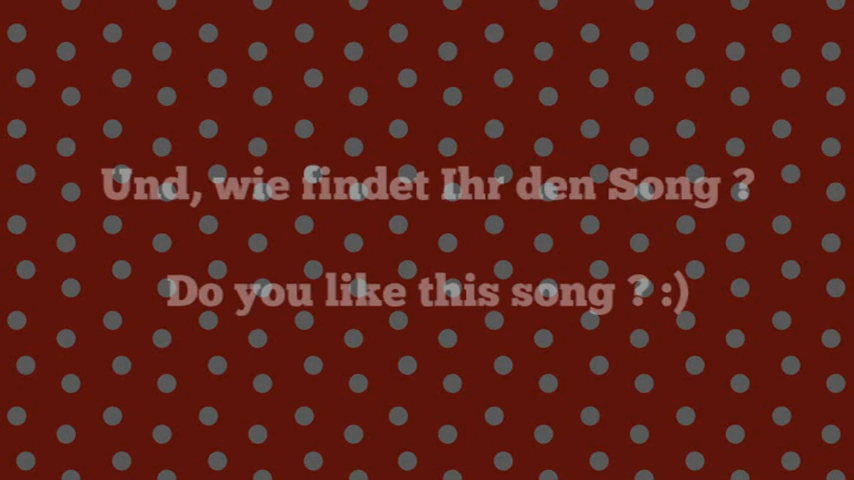 Und, wie findet Ihr den Song ?
Do you like this song ? :)